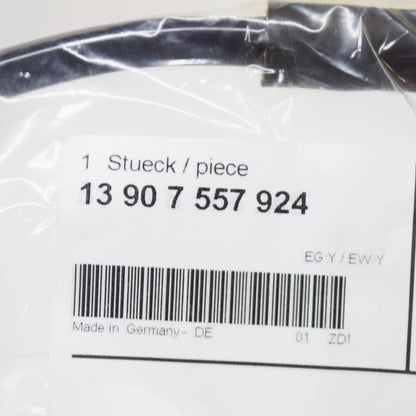 1 Stueck / piece
13 90 7 557 924
EG Y / EW Y
Made in Germany - DE 01 ZD1